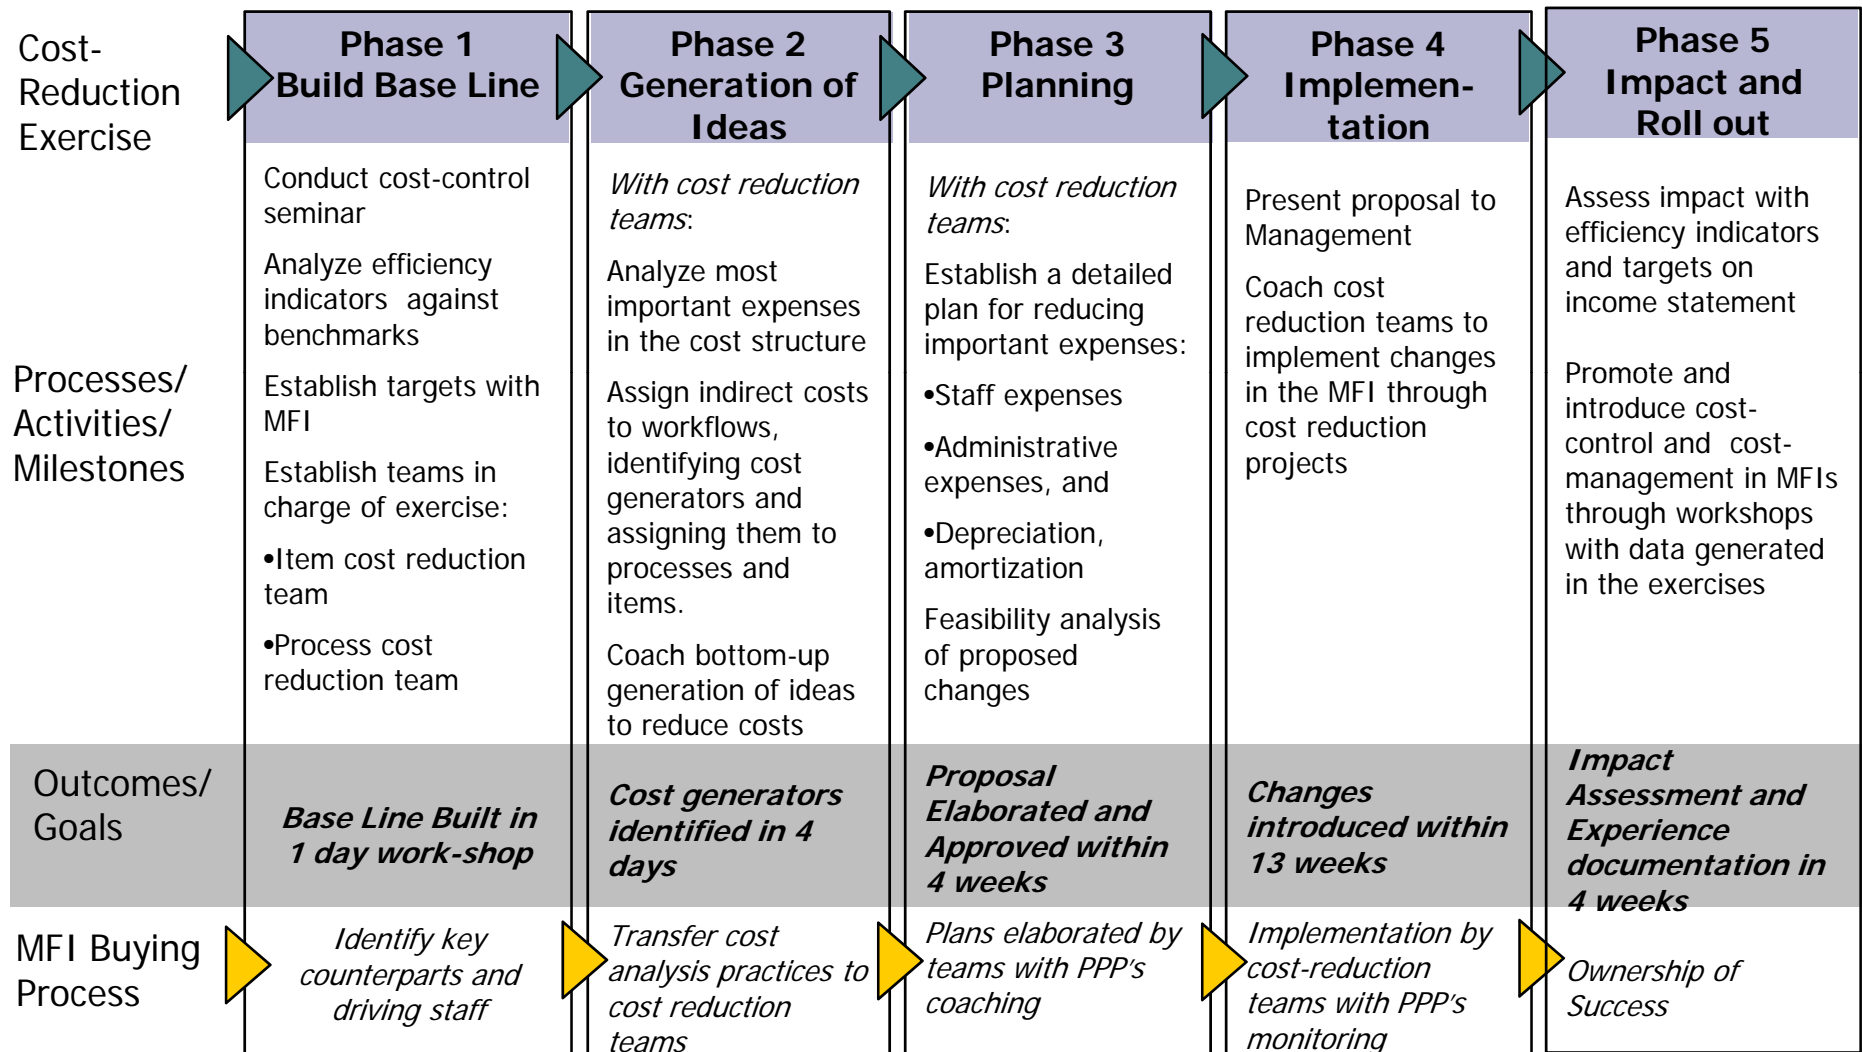 Cost-
Reduction
Exercise
Phase 1
Build Base Line
Phase 2
Generation of
Ideas
Phase 3
Planning
Phase 4
Implemen-
tation
Phase 5
Impact and
Roll out
Processes/
Activities/
Milestones
Conduct cost-control
seminar
Analyze efficiency
indicators  against
benchmarks
Establish targets with
MFI
Establish teams in
charge of exercise:
•Item cost reduction
team
•Process cost
reduction team
With cost reduction
teams:
Analyze most
important expenses
in the cost structure
Assign indirect costs
to workflows,
identifying cost
generators and
assigning them to
processes and
items.
Coach bottom-up
generation of ideas
to reduce costs
With cost reduction
teams:
Establish a detailed
plan for reducing
important expenses:
•Staff expenses
•Administrative
expenses, and
•Depreciation,
amortization
Feasibility analysis
of proposed
changes
Present proposal to
Management
Coach cost
reduction teams to
implement changes
in the MFI through
cost reduction
projects
Assess impact with
efficiency indicators
and targets on
income statement
Promote and
introduce cost-
control and  cost-
management in MFIs
through workshops
with data generated
in the exercises
Outcomes/
Goals
Base Line Built in
1 day work-shop
Cost generators
identified in 4
days
Proposal
Elaborated and
Approved within
4 weeks
Changes
introduced within
13 weeks
Impact
Assessment and
Experience
documentation in
4 weeks
MFI Buying
Process
Identify key
counterparts and
driving staff
Transfer cost
analysis practices to
cost reduction
teams
Plans elaborated by
teams with PPP's
coaching
Implementation by
cost-reduction
teams with PPP's
monitoring
Ownership of
Success